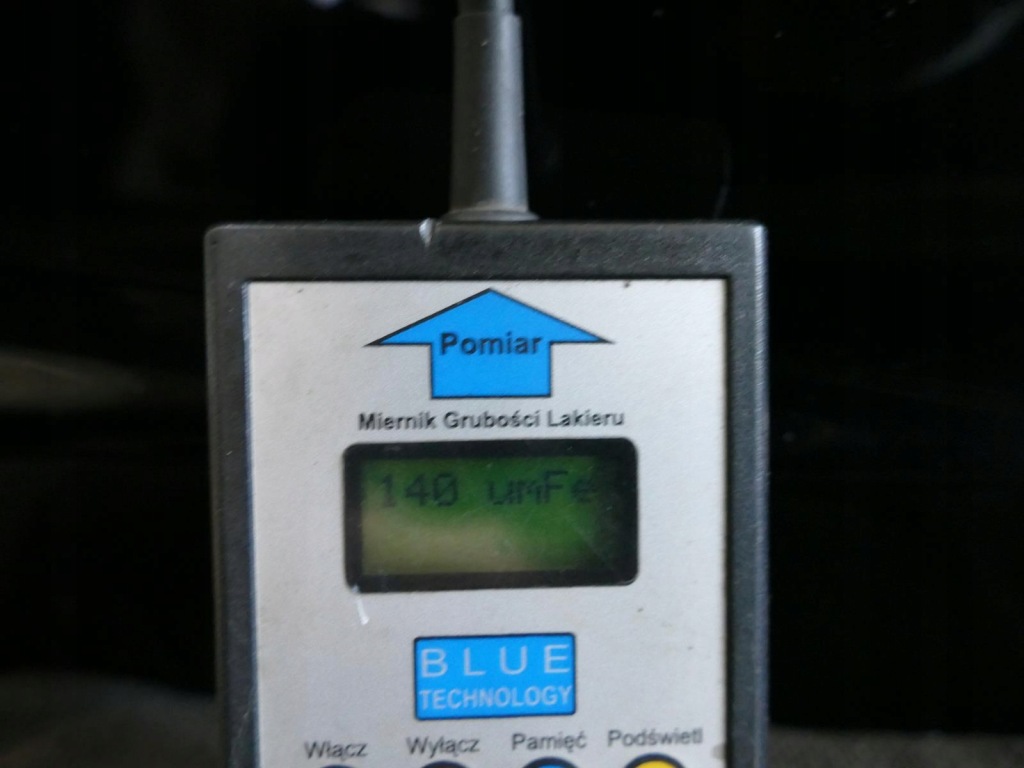 Pomiar
Miernik Grubości Lakieru
140 umFe
BLUE
TECHNOLOGY
Włącz Wyłącz Pamięć Podświetl